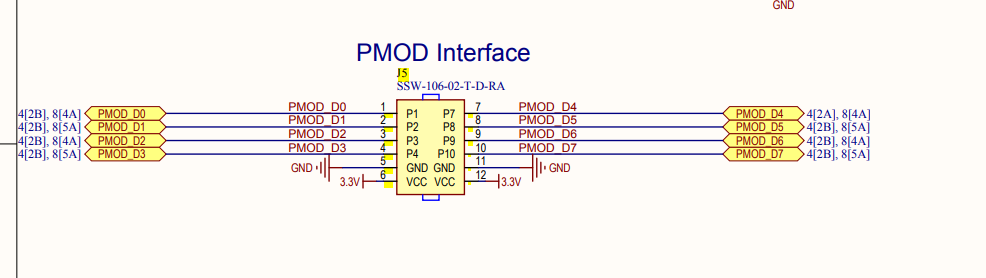 GND
PMOD Interface
J5
SSW-106-02-T-D-RA
4[2B], 8[4A] PMOD_D0 PMOD_D0 1 P1 P7 7 PMOD_D4 PMOD_D4 4[2A], 8[4A]
4[2B], 8[5A] PMOD_D1 PMOD_D1 2 P2 P8 8 PMOD_D5 PMOD_D5 4[2B], 8[5A]
4[2B], 8[4A] PMOD_D2 PMOD_D2 3 P3 P9 9 PMOD_D6 PMOD_D6 4[2B], 8[4A]
4[2B], 8[5A] PMOD_D3 PMOD_D3 4 P4 P10 10 PMOD_D7 PMOD_D7 4[2B], 8[5A]
GND 5 GND GND 11 GND
3.3V 6 VCC VCC 12 3.3V